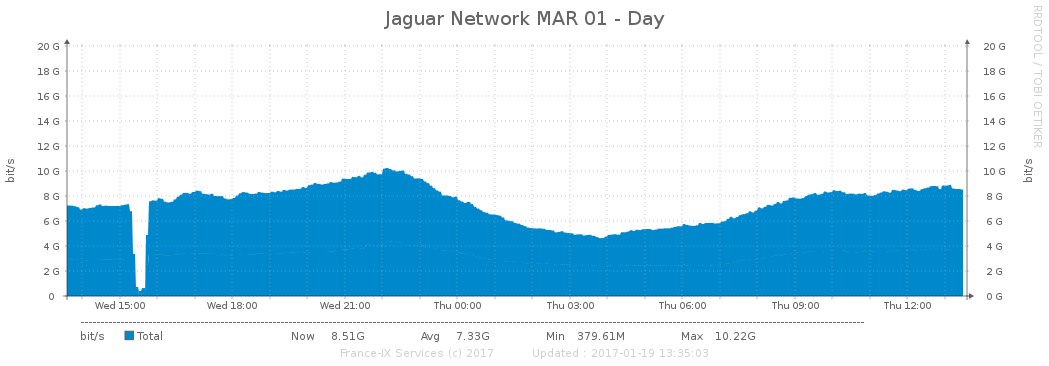 Jaguar Network MAR 01 - Day
RRDTOOL / TOBI OETIKER
bit/s
bit/s
20 G 20 G
18 G 18 G
16 G 16 G
14 G 14 G
12 G 12 G
10 G 10 G
8 G 8 G
6 G 6 G
4 G 4 G
2 G 2 G
0 0 G
Wed 15:00 Wed 18:00 Wed 21:00 Thu 00:00 Thu 03:00 Thu 06:00 Thu 09:00 Thu 12:00
bit/s Total Now 8.51G Avg 7.33G Min 379.61M Max 10.22G
France-IX Services (c) 2017 Updated : 2017-01-19 13:35:03